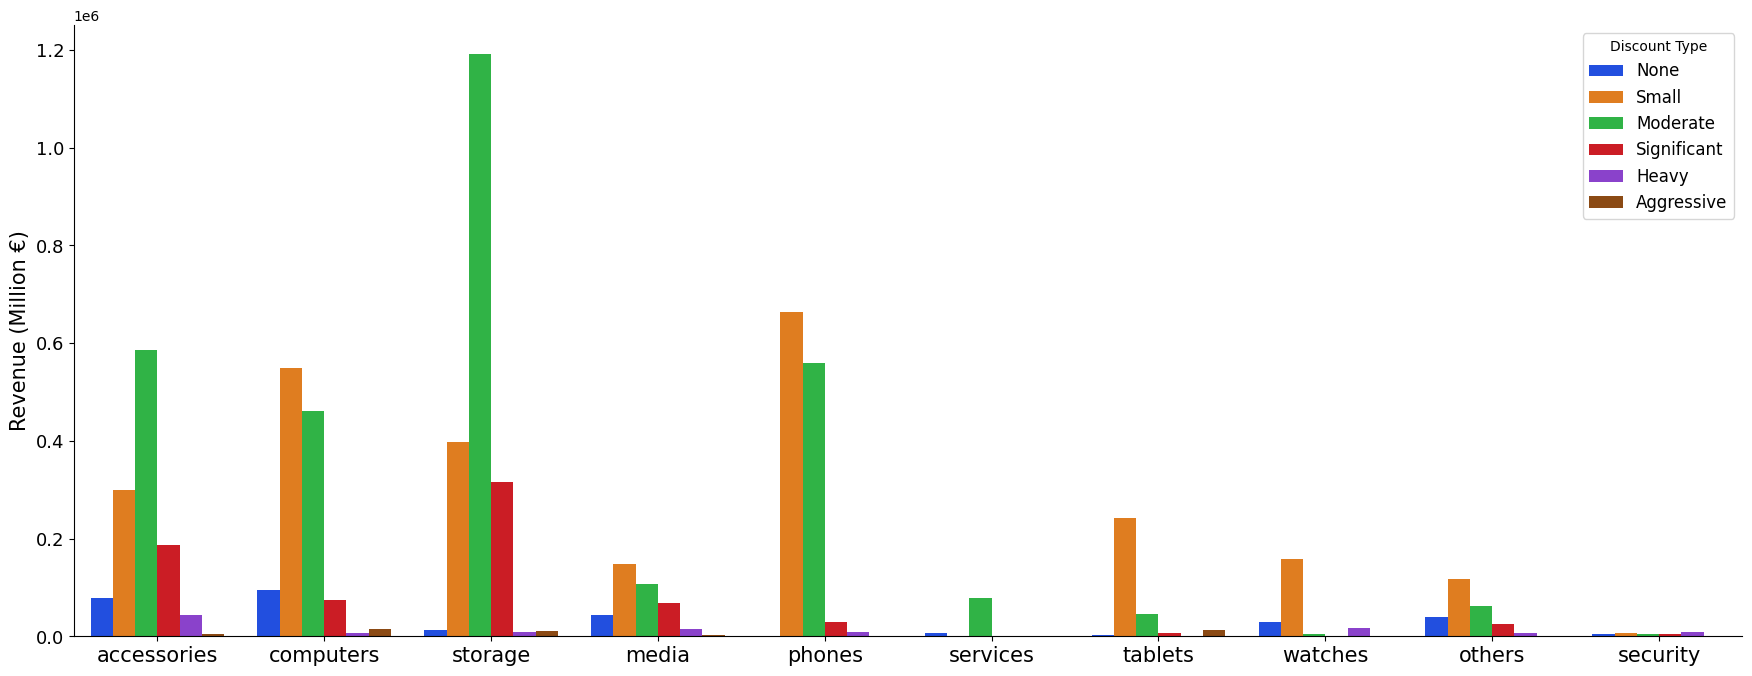 1e6
1.2
1.0
0.8
0.6
0.4
0.2
0.0
Revenue (Million €)
accessories computers storage media phones services tablets watches others security
Discount Type
None
Small
Moderate
Significant
Heavy
Aggressive